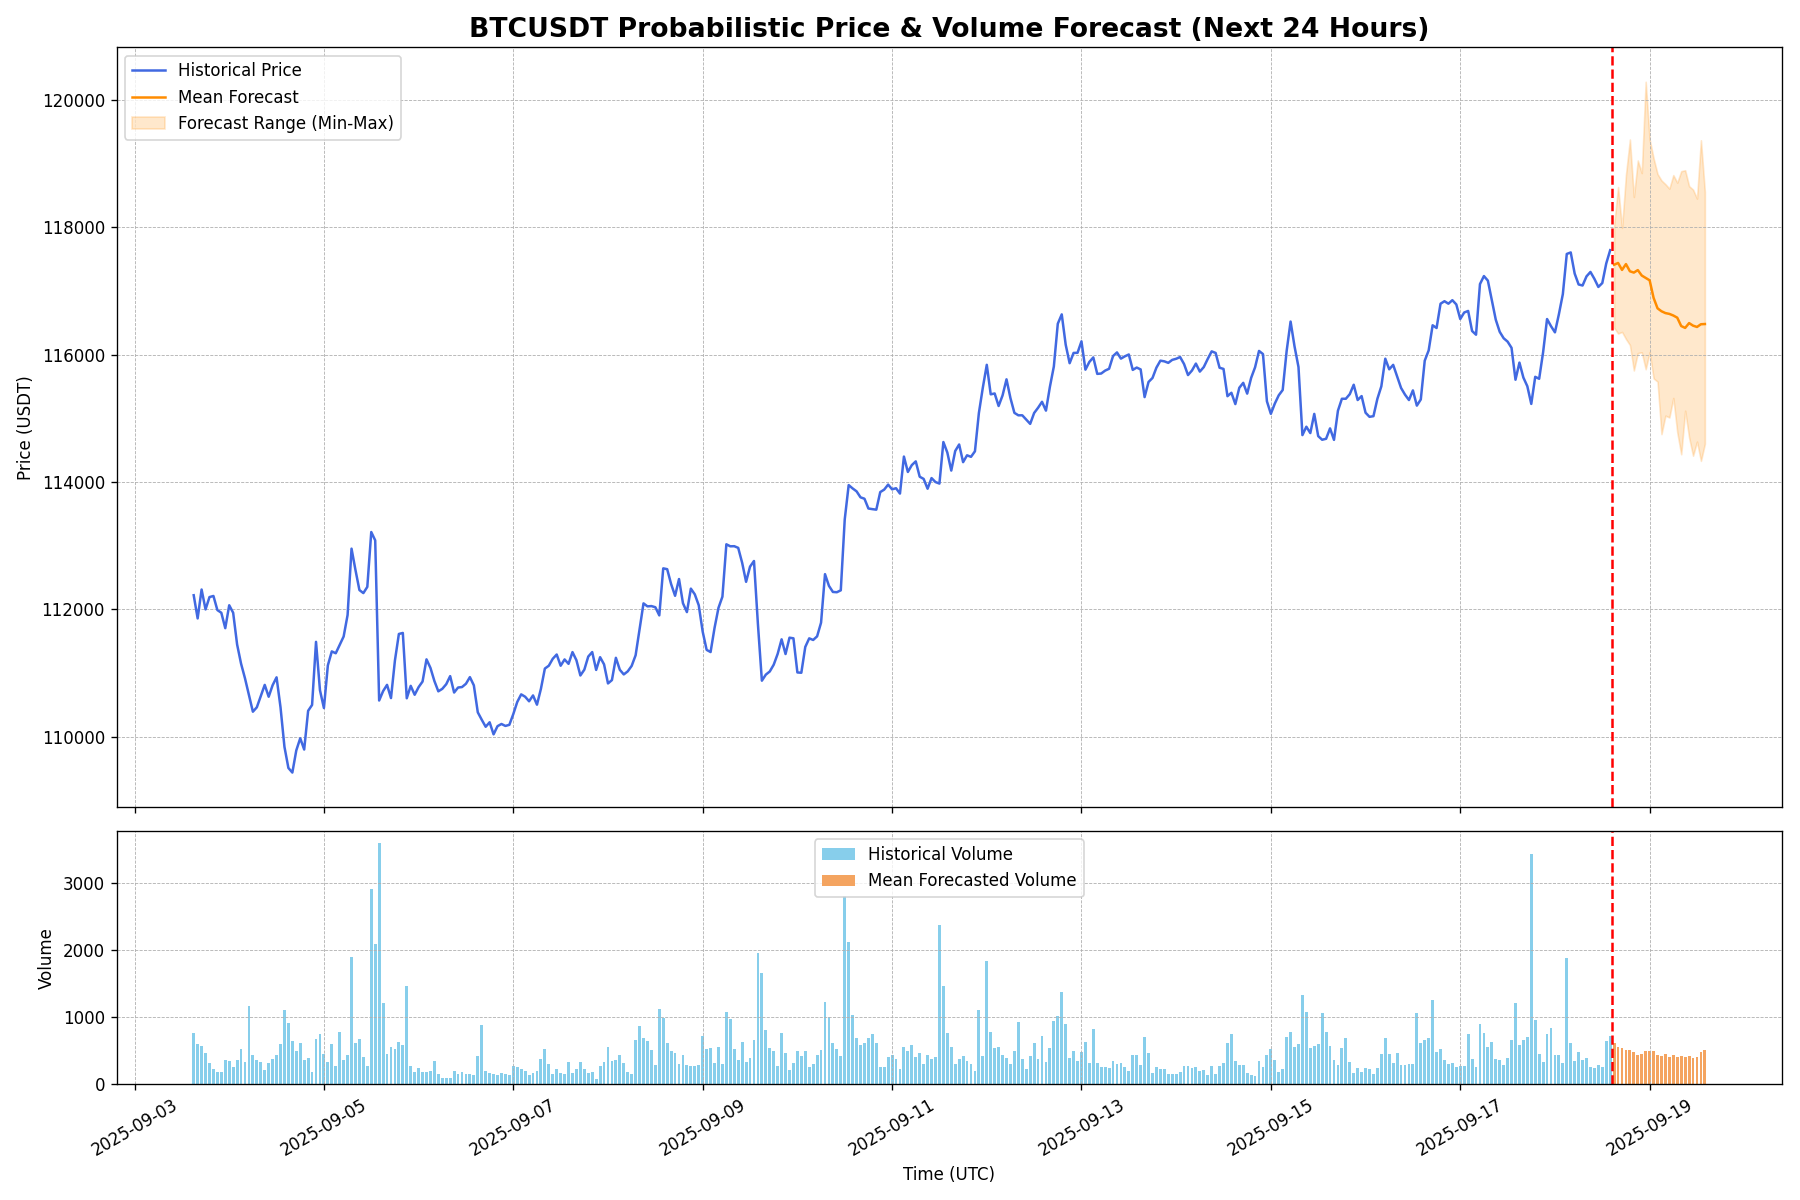 BTCUSDT Probabilistic Price & Volume Forecast (Next 24 Hours)
Historical Price
Mean Forecast
Forecast Range (Min-Max)
Price (USDT)
120000
118000
116000
114000
112000
110000
Historical Volume
Mean Forecasted Volume
Volume
3000
2000
1000
0
2025-09-03
2025-09-05
2025-09-07
2025-09-09
2025-09-11
2025-09-13
2025-09-15
2025-09-17
2025-09-19
Time (UTC)